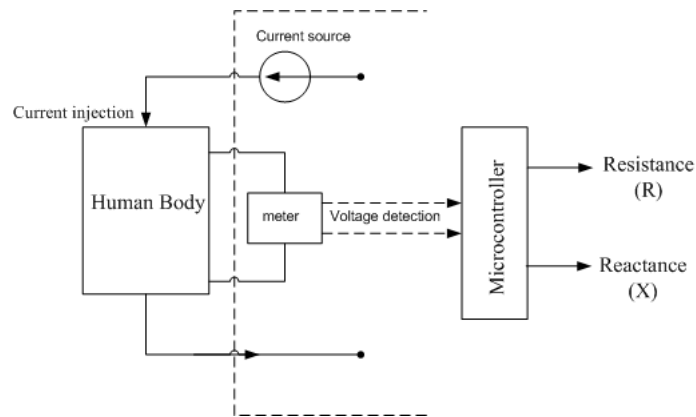 Current source
Current injection
Human Body
meter
Voltage detection
Microcontroller
Resistance
(R)
Reactance
(X)